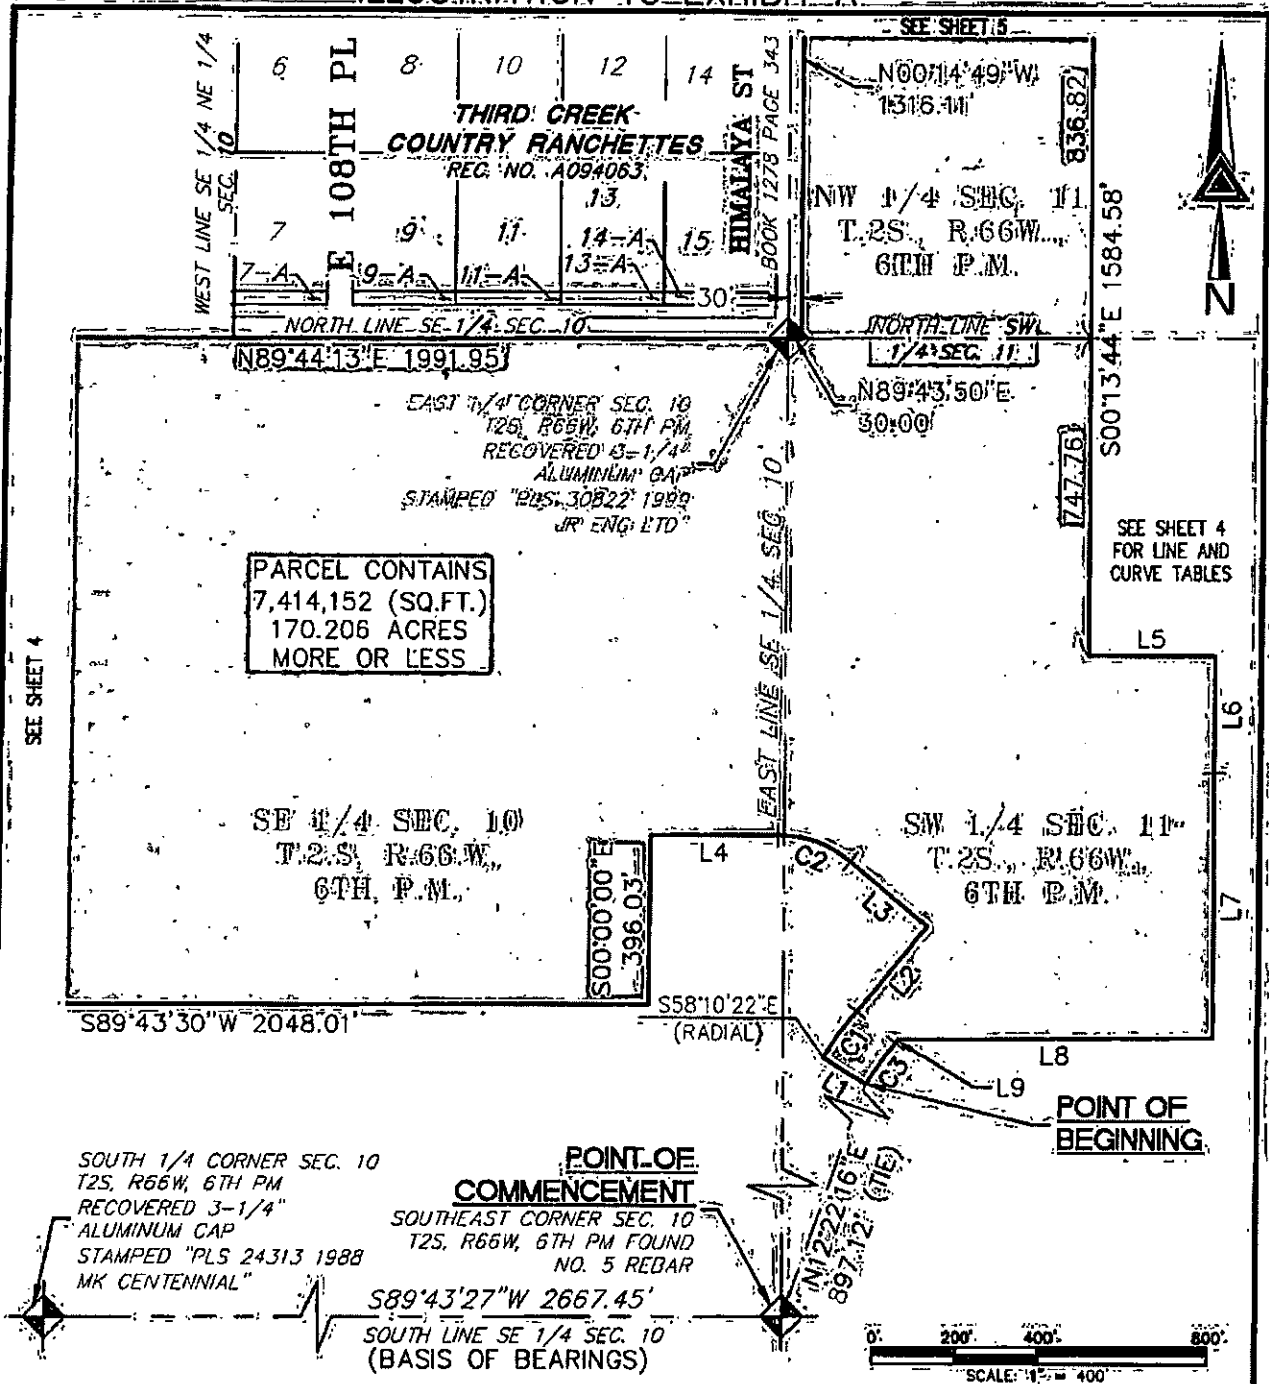 SEE SHEET 5
WEST LINE SE 1/4 NE 1/4
SEC. 10
6
8
10
12
14
E 108TH PL
HIMALAYA ST
BOOK 1278 PAGE 343
THIRD CREEK
COUNTRY RANCHETTES
REC. NO. A094063
7
9
11
13
15
7-A
9-A
11-A
14-A
13-A
30'
N00°14'49"W
1316.11'
836.82'
NW 1/4 SEC. 11
T.2S., R.66W.,
6TH P.M.
S00°13'44"E 1584.58'
N
NORTH LINE SE 1/4 SEC. 10
N89°44'13"E 1991.95'
NORTH LINE SW
1/4 SEC. 11
N89°43'50"E
30.00'
EAST 1/4 CORNER SEC. 10
T2S, R66W, 6TH PM
RECOVERED 3-1/4"
ALUMINUM CAP
STAMPED "PLS 30822 1999
JR ENG LTD"
747.76'
SEE SHEET 4
FOR LINE AND
CURVE TABLES
PARCEL CONTAINS
7,414,152 (SQ.FT.)
170.206 ACRES
MORE OR LESS
SEE SHEET 4
EAST LINE SE 1/4 SEC. 10
L5
L6
L7
SE 1/4 SEC. 10
T.2.S, R.66.W,
6TH. P.M.
SW 1/4 SEC. 11
T.2S., R.66W.,
6TH P.M.
L4
C2
L3
L2
S00°00'00"E
396.03'
S89°43'30"W 2048.01'
S58°10'22"E
(RADIAL)
C1
L1
C3
L8
L9
POINT OF
BEGINNING
N12°22'16"E
897.12' (TIE)
SOUTH 1/4 CORNER SEC. 10
T2S, R66W, 6TH PM
RECOVERED 3-1/4"
ALUMINUM CAP
STAMPED "PLS 24313 1988
MK CENTENNIAL"
POINT OF
COMMENCEMENT
SOUTHEAST CORNER SEC. 10
T2S, R66W, 6TH PM FOUND
NO. 5 REBAR
S89°43'27"W 2667.45'
SOUTH LINE SE 1/4 SEC. 10
(BASIS OF BEARINGS)
0'
200'
400'
800'
SCALE: 1" = 400'